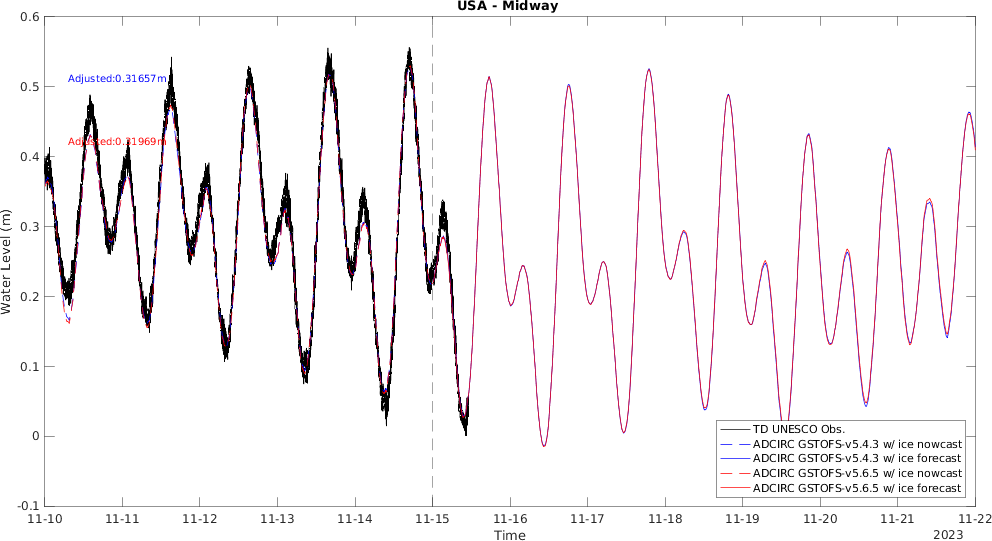 USA - Midway
0.6
0.5
0.4
0.3
0.2
0.1
0
-0.1
Water Level (m)
Adjusted:0.31657m
Adjusted:0.31969m
TD UNESCO Obs.
ADCIRC GSTOFS-v5.4.3 w/ ice nowcast
ADCIRC GSTOFS-v5.4.3 w/ ice forecast
ADCIRC GSTOFS-v5.6.5 w/ ice nowcast
ADCIRC GSTOFS-v5.6.5 w/ ice forecast
11-10 11-11 11-12 11-13 11-14 11-15 11-16 11-17 11-18 11-19 11-20 11-21 11-22
Time
2023